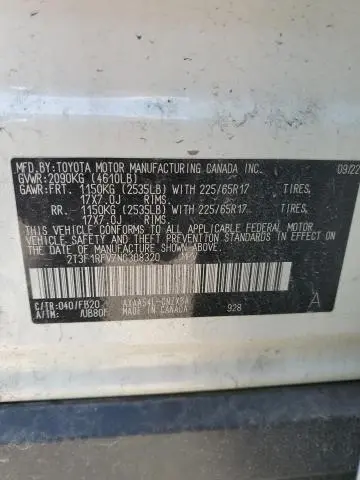 MFD.BY:TOYOTA MOTOR MANUFACTURING CANADA INC. 09/22
GVWR:2090KG (4610LB)
GAWR:FRT. 1150KG (2535LB) WITH 225/65R17 TIRES,
17X7.0J RIMS,
RR. 1150KG (2535LB) WITH 225/65R17 TIRES,
17X7.0J RIMS,
THIS VEHICLE CONFORMS TO ALL APPLICABLE FEDERAL MOTOR
VEHICLE SAFETY, BUMPER, AND THEFT PREVENTION STANDARDS
IN EFFECT ON THE DATE OF MANUFACTURE SHOWN ABOVE.
MPV
C/TR:040/FB20
A/TM: /UB80F MADE IN CANADA 928 A